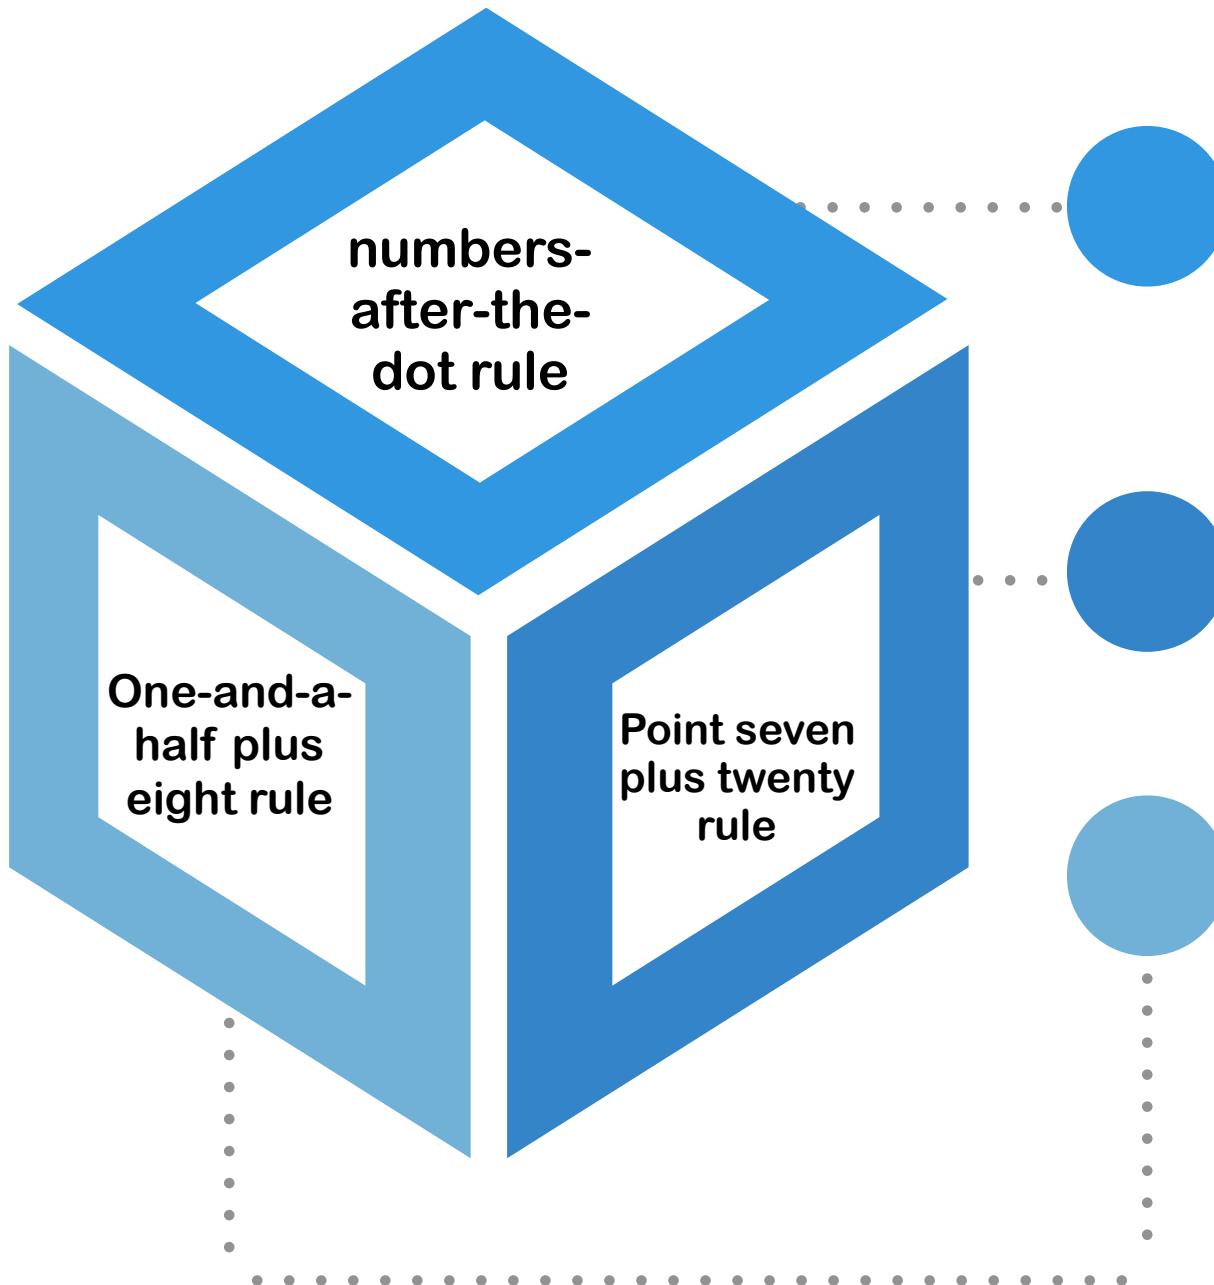 numbers-
after-the-
dot rule
One-and-a-
half plus
eight rule
Point seven
plus twenty
rule